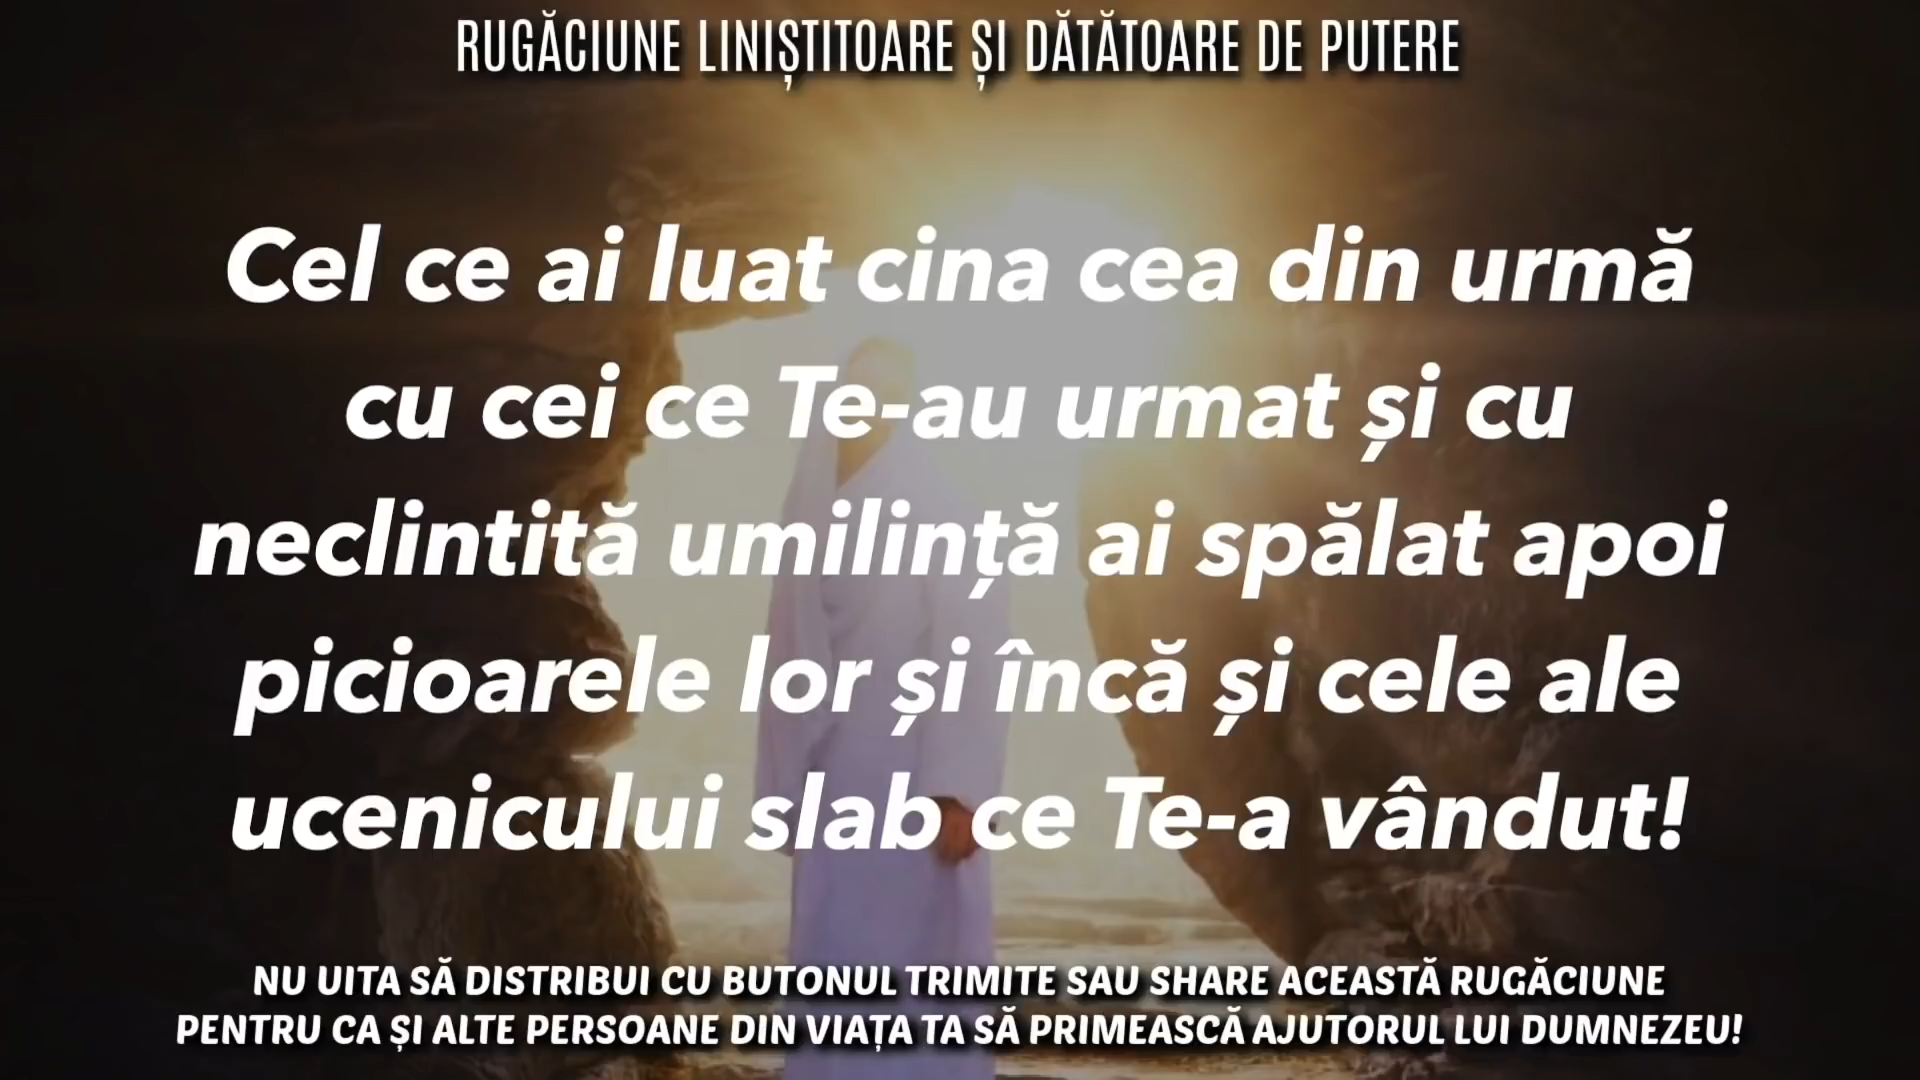 RUGĂCIUNE LINIȘTITOARE ȘI DĂTĂTOARE DE PUTERE
Cel ce ai luat cina cea din urmă
cu cei ce Te-au urmat și cu
neclintită umilință ai spălat apoi
picioarele lor și încă și cele ale
ucenicului slab ce Te-a vândut!
NU UITA SĂ DISTRIBUI CU BUTONUL TRIMITE SAU SHARE ACEASTĂ RUGĂCIUNE
PENTRU CA ȘI ALTE PERSOANE DIN VIAȚA TA SĂ PRIMEASCĂ AJUTORUL LUI DUMNEZEU!